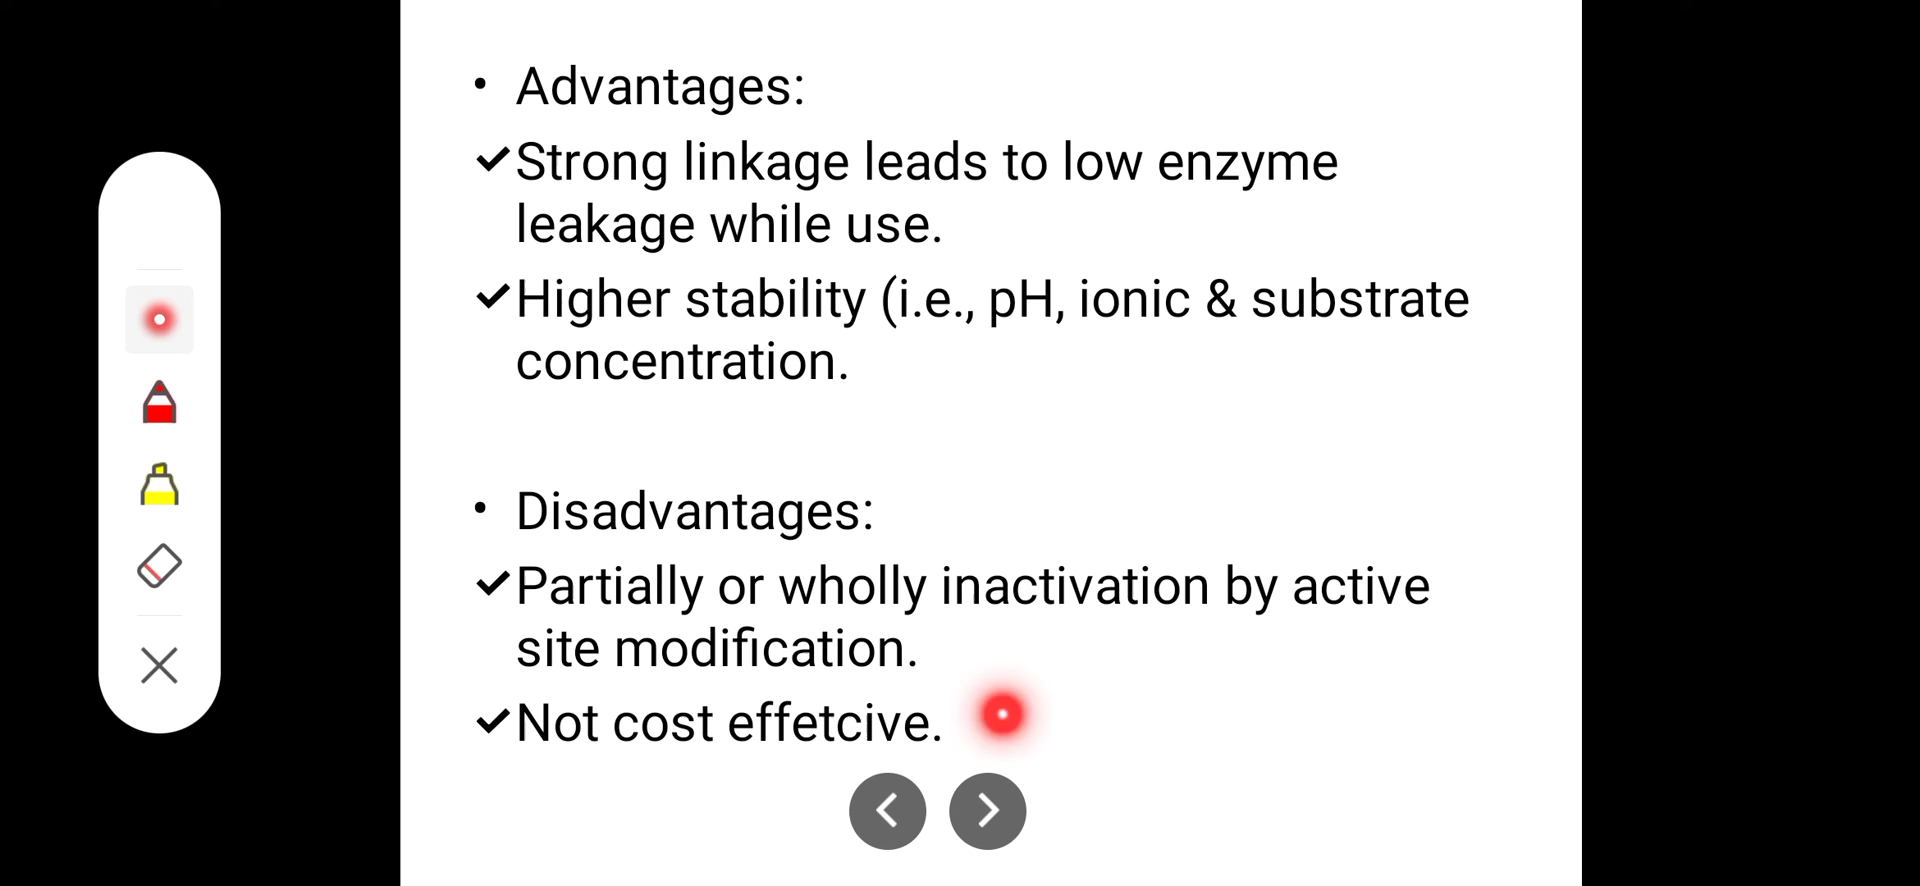 • Advantages:
✓Strong linkage leads to low enzyme
leakage while use.
✓Higher stability (i.e., pH, ionic & substrate
concentration.
• Disadvantages:
✓Partially or wholly inactivation by active
site modification.
✓Not cost effetcive.